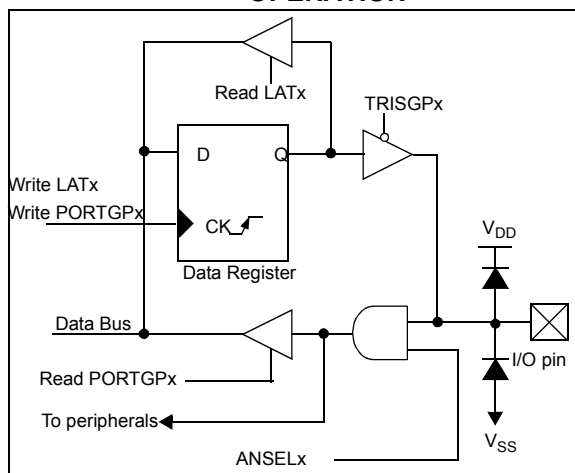 OPERATION
Read LATx
TRISGPx
D
Q
Write LATx
Write PORTGPx
CK
Data Register
VDD
Data Bus
I/O pin
Read PORTGPx
To peripherals
VSS
ANSELx